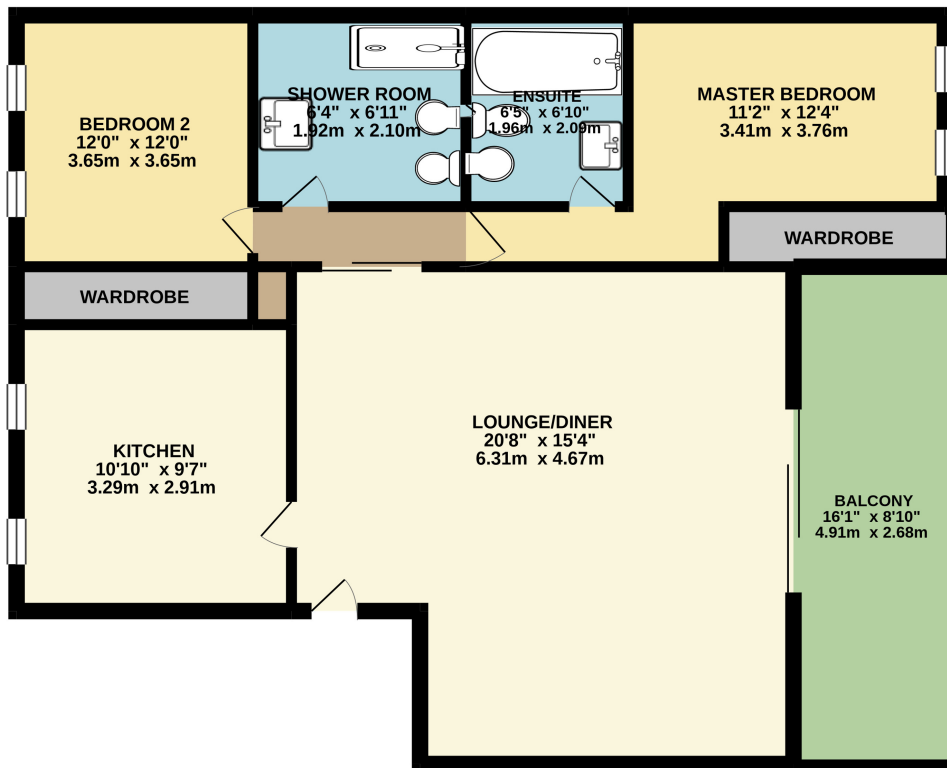 BEDROOM 2
12'0" x 12'0"
3.65m x 3.65m
SHOWER ROOM
6'4" x 6'11"
1.92m x 2.10m
ENSUITE
6'5" x 6'10"
1.96m x 2.09m
MASTER BEDROOM
11'2" x 12'4"
3.41m x 3.76m
WARDROBE
WARDROBE
KITCHEN
10'10" x 9'7"
3.29m x 2.91m
LOUNGE/DINER
20'8" x 15'4"
6.31m x 4.67m
BALCONY
16'1" x 8'10"
4.91m x 2.68m